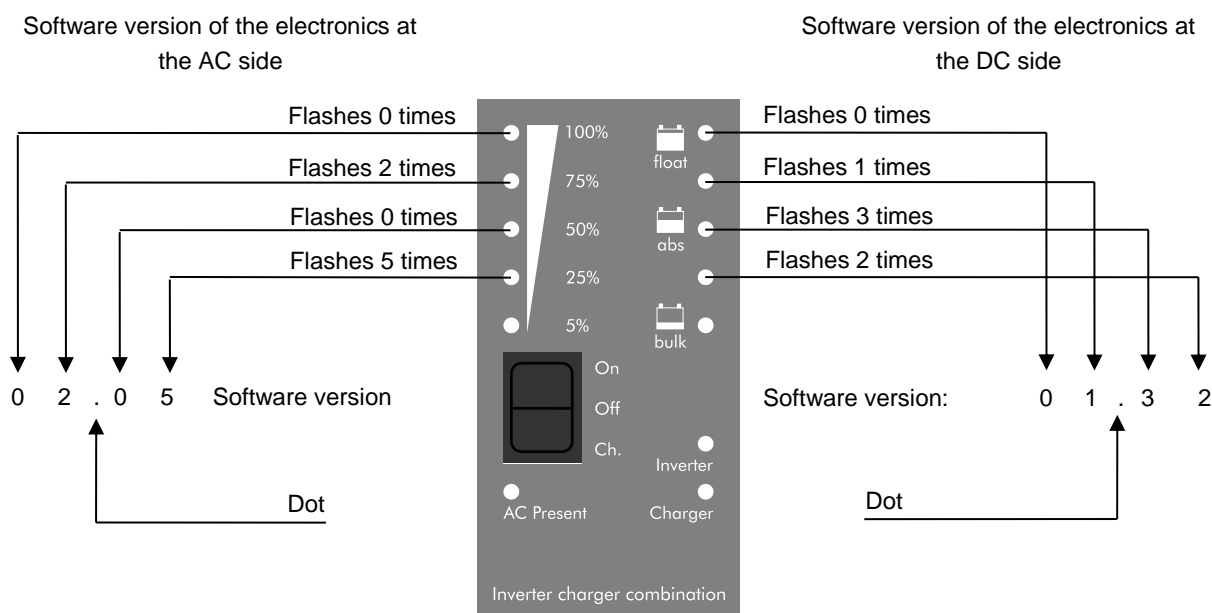 Software version of the electronics at
the AC side
Software version of the electronics at
the DC side
Flashes 0 times
Flashes 2 times
Flashes 0 times
Flashes 5 times
100%
75%
50%
25%
5%
float
abs
bulk
Flashes 0 times
Flashes 1 times
Flashes 3 times
Flashes 2 times
0 2 . 0 5 Software version
Dot
On
Off
Ch.
Inverter
AC Present
Charger
Inverter charger combination
Software version: 0 1 . 3 2
Dot